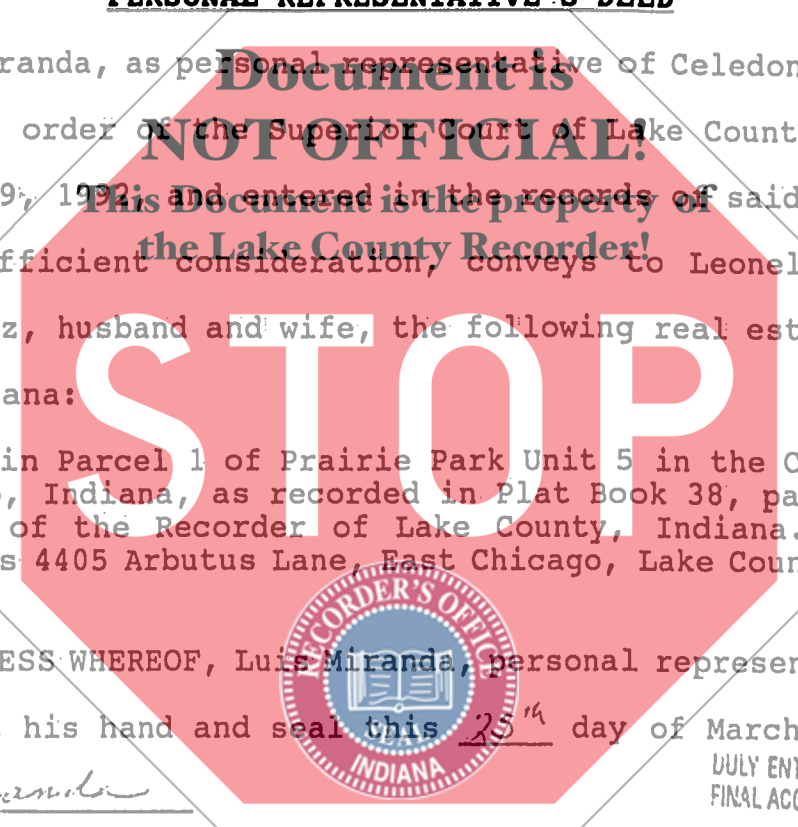 PERSONAL REPRESENTATIVE'S DEED
randa, as personal representative of Celedon
Document is
order of the Superior Court of Lake Count
NOT OFFICIAL!
9, 1992, and entered in the records of said
This Document is the property of
fficient consideration, conveys to Leonel
the Lake County Recorder!
z, husband and wife, the following real est
ana:
STOP
in Parcel 1 of Prairie Park Unit 5 in the C
, Indiana, as recorded in Plat Book 38, pa
of the Recorder of Lake County, Indiana.
s 4405 Arbutus Lane, East Chicago, Lake Coun
RECORDER'S OFFICE
ESS WHEREOF, Luis Miranda, personal represen
his hand and seal this 25th day of March
SEAL
INDIANA
DULY ENT
FINAL ACC